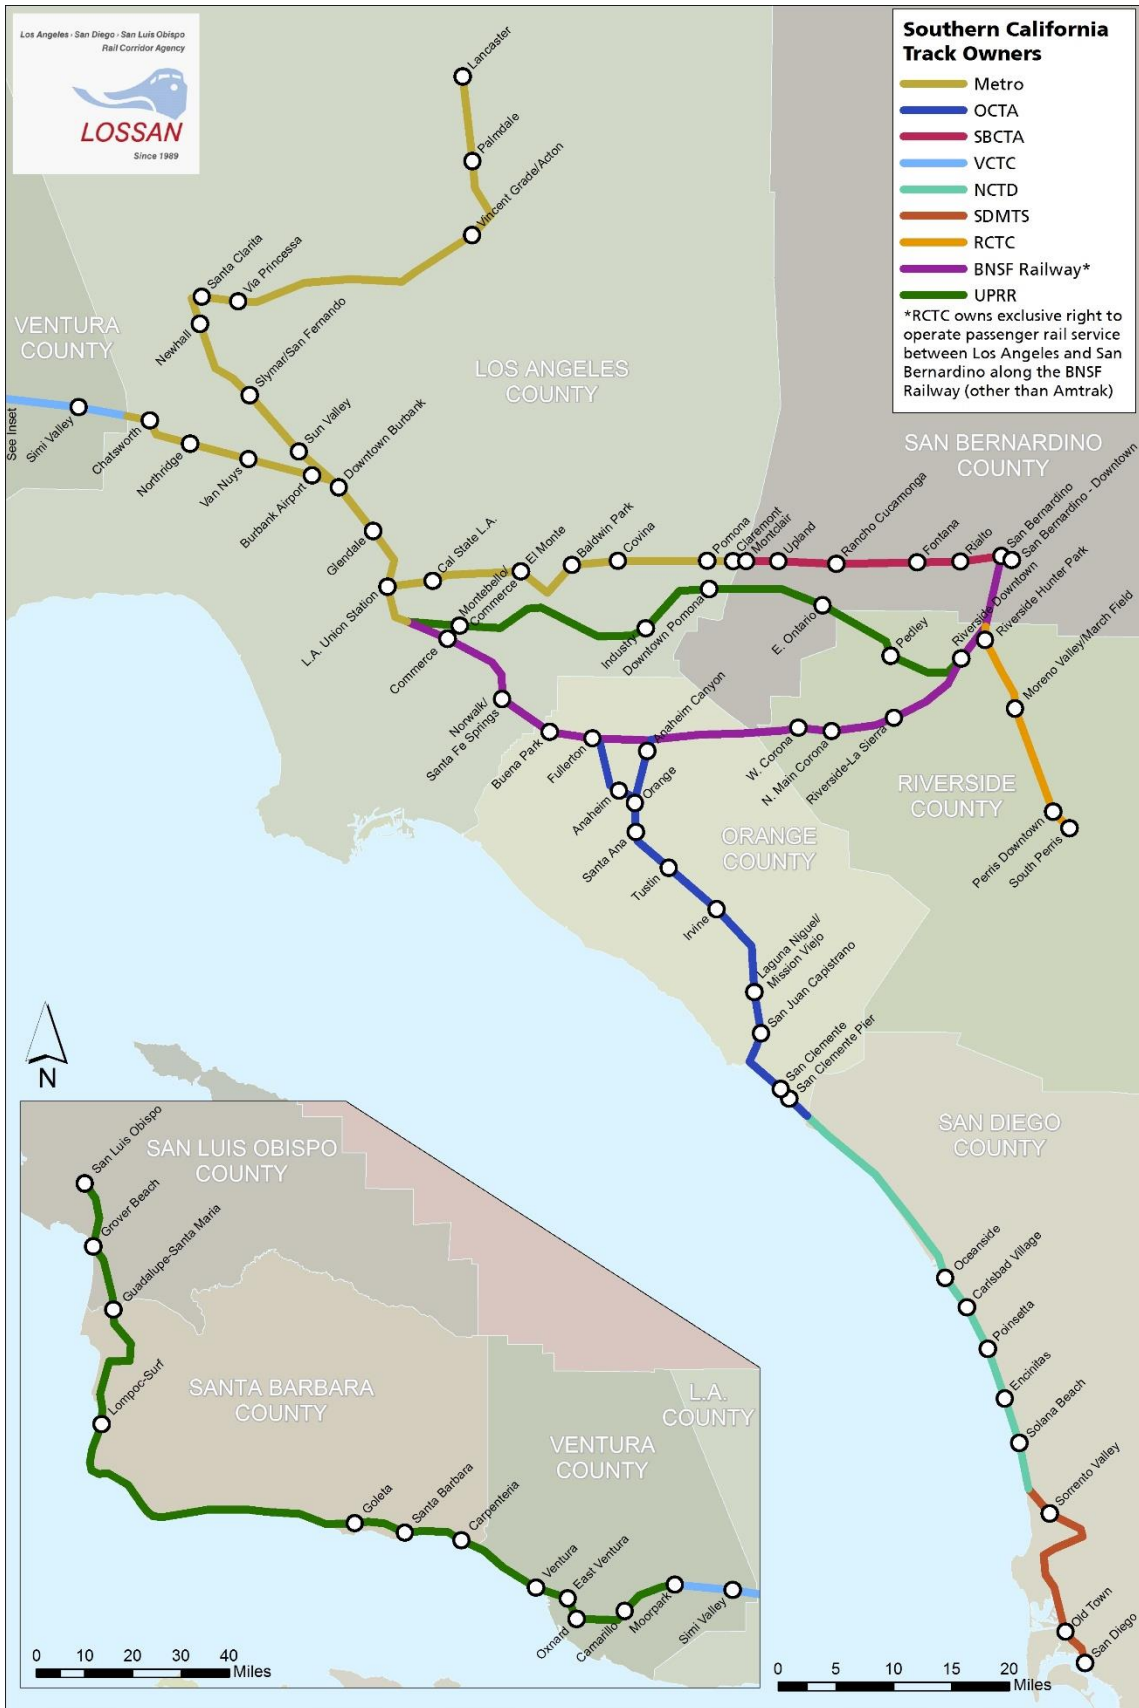 Los Angeles - San Diego - San Luis Obispo
Rail Corridor Agency
LOSSAN
Since 1989
Southern California
Track Owners
Metro
OCTA
SBCTA
VCTC
NCTD
SDMTS
RCTC
BNSF Railway*
UPRR
*RCTC owns exclusive right to
operate passenger rail service
between Los Angeles and San
Bernardino along the BNSF
Railway (other than Amtrak)
Lancaster
Palmdale
Vincent Grade/Acton
Santa Clarita
Via Princessa
Newhall
Slymar/San Fernando
VENTURA
COUNTY
LOS ANGELES
COUNTY
SAN BERNARDINO
COUNTY
See Inset
Simi Valley
Chatsworth
Northridge
Van Nuys
Burbank Airport
Sun Valley
Downtown Burbank
Glendale
L.A. Union Station
Cal State L.A.
El Monte
Baldwin Park
Covina
Pomona
Claremont
Montclair
Upland
Rancho Cucamonga
Fontana
Rialto
San Bernardino
San Bernardino - Downtown
Montebello/
Commerce
Commerce
Industry
Downtown Pomona
E. Ontario
Pedley
Riverside Downtown
Riverside Hunter Park
Moreno Valley/March Field
Norwalk/
Santa Fe Springs
Buena Park
Fullerton
Anaheim Canyon
W. Corona
N. Main Corona
Riverside-La Sierra
RIVERSIDE
COUNTY
Perris Downtown
South Perris
Anaheim
Orange
ORANGE
COUNTY
Santa Ana
Tustin
Irvine
Laguna Niguel/
Mission Viejo
San Juan Capistrano
San Clemente
San Clemente Pier
SAN DIEGO
COUNTY
Oceanside
Carlsbad Village
Poinsetta
Encinitas
Solana Beach
Sorrento Valley
Old Town
San Diego
N
San Luis Obispo
SAN LUIS OBISPO
COUNTY
Grover Beach
Guadalupe-Santa Maria
Lompoc-Surf
SANTA BARBARA
COUNTY
L.A.
COUNTY
VENTURA
COUNTY
Goleta
Santa Barbara
Carpenteria
Ventura
East Ventura
Oxnard
Camarillo
Moorpark
Simi Valley
0 10 20 30 40
Miles
0 5 10 15 20
Miles